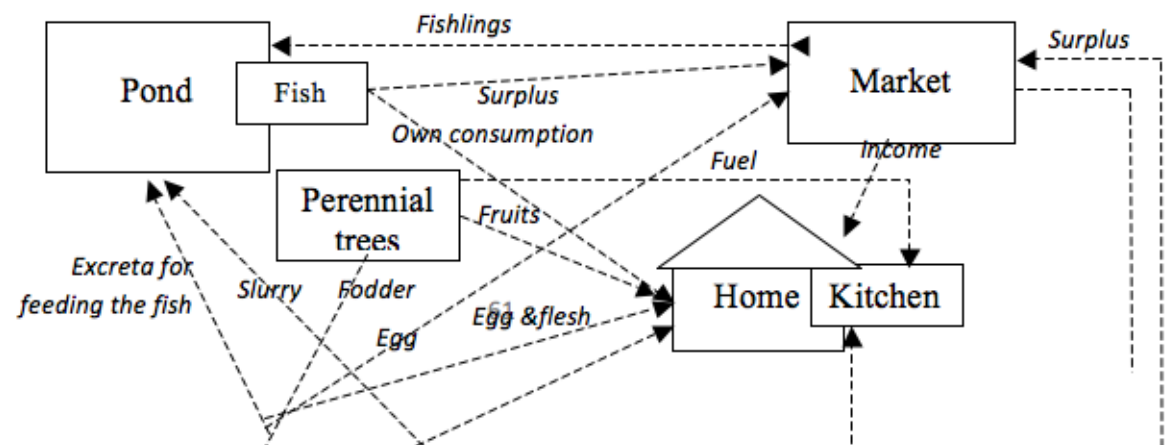 Fishlings
Surplus
Pond
Fish
Market
Surplus
Own consumption
Income
Fuel
Perennial
trees
Fruits
Excreta for
feeding the fish
Slurry
Fodder
Home
Kitchen
61
Egg &flesh
Egg